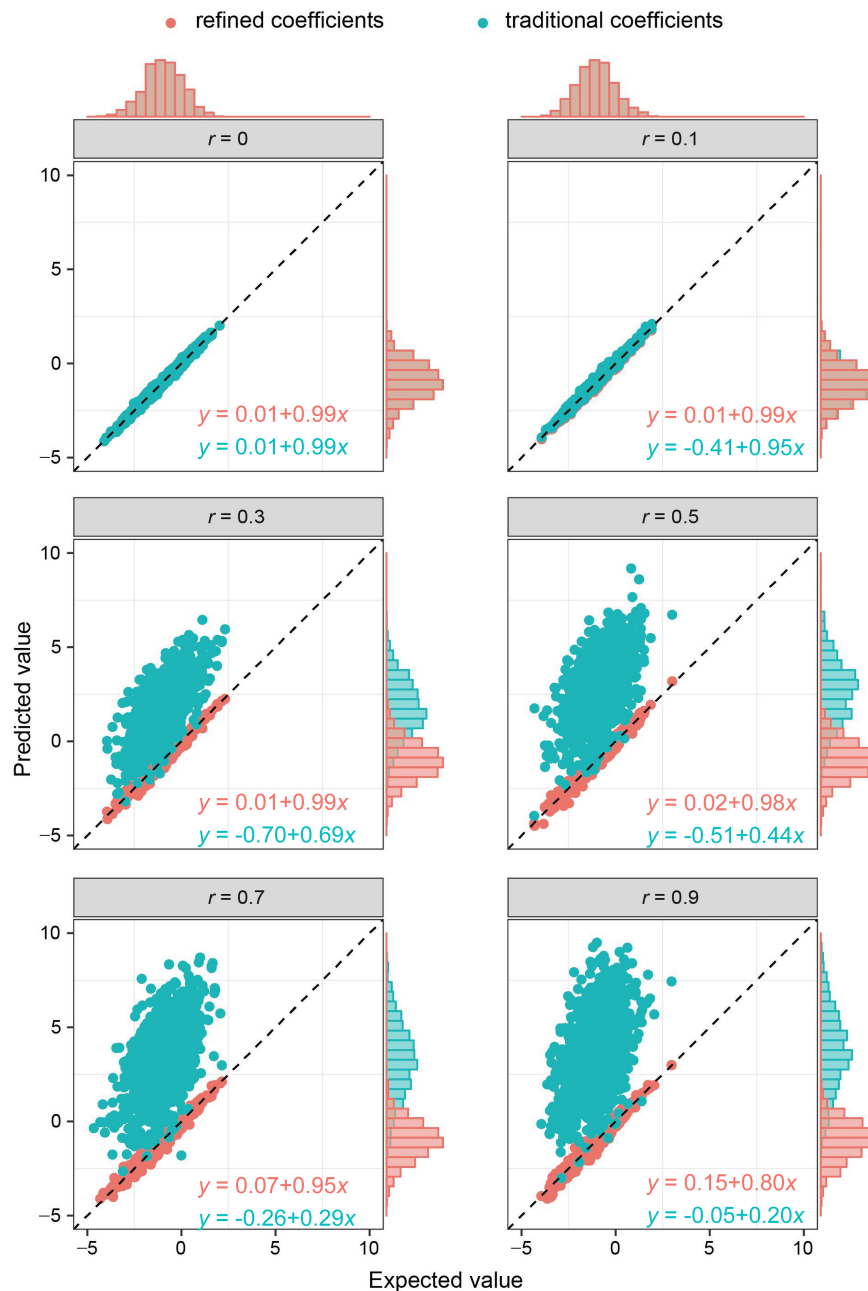 refined coefficients traditional coefficients
r = 0 r = 0.1
10
5
0
−5
y = 0.01+0.99x
y = 0.01+0.99x
y = 0.01+0.99x
y = -0.41+0.95x
r = 0.3 r = 0.5
10
5
0
−5
y = 0.01+0.99x
y = -0.70+0.69x
y = 0.02+0.98x
y = -0.51+0.44x
Predicted value
r = 0.7 r = 0.9
10
5
0
−5
y = 0.07+0.95x
y = -0.26+0.29x
y = 0.15+0.80x
y = -0.05+0.20x
−5 0 5 10 −5 0 5 10
Expected value